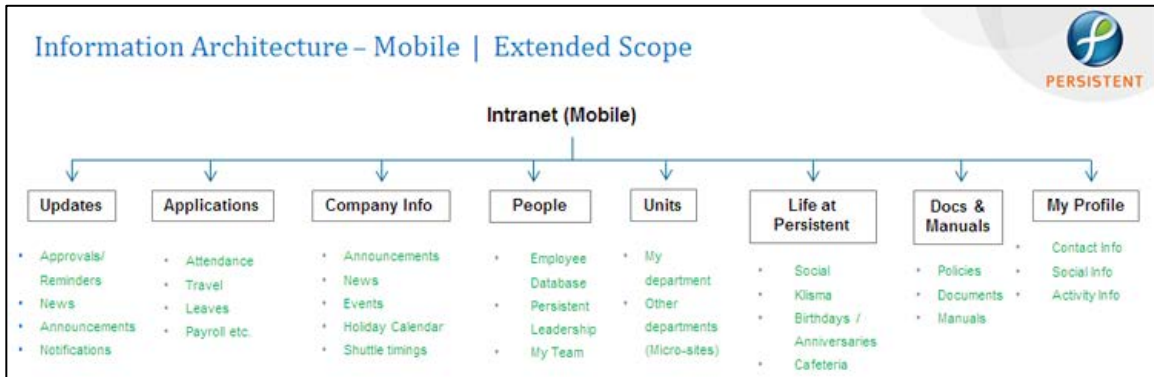 Information Architecture – Mobile | Extended Scope
PERSISTENT
Intranet (Mobile)
Updates
• Approvals/
Reminders
• News
• Announcements
• Notifications
Applications
• Attendance
• Travel
• Leaves
• Payroll etc.
Company Info
• Announcements
• News
• Events
• Holiday Calendar
• Shuttle timings
People
• Employee
Database
• Persistent
Leadership
• My Team
Units
• My
department
• Other
departments
(Micro-sites)
Life at
Persistent
• Social
• Klisma
• Birthdays /
Anniversaries
• Cafeteria
Docs &
Manuals
• Policies
• Documents
• Manuals
My Profile
• Contact Info
• Social Info
• Activity Info